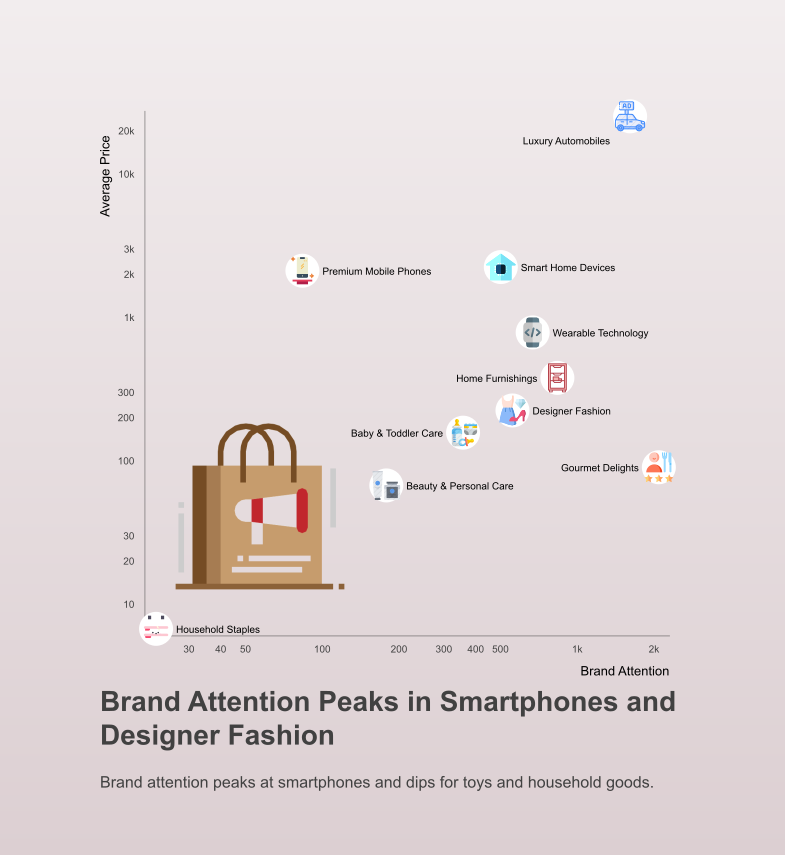 AD
Luxury Automobiles
Average Price
20k
10k
3k
2k
1k
300
200
100
30
20
10
Premium Mobile Phones
Smart Home Devices
</>
Wearable Technology
Home Furnishings
Designer Fashion
Baby & Toddler Care
Gourmet Delights
Beauty & Personal Care
Household Staples
30 40 50 100 200 300 400 500 1k 2k
Brand Attention
Brand Attention Peaks in Smartphones and
Designer Fashion
Brand attention peaks at smartphones and dips for toys and household goods.